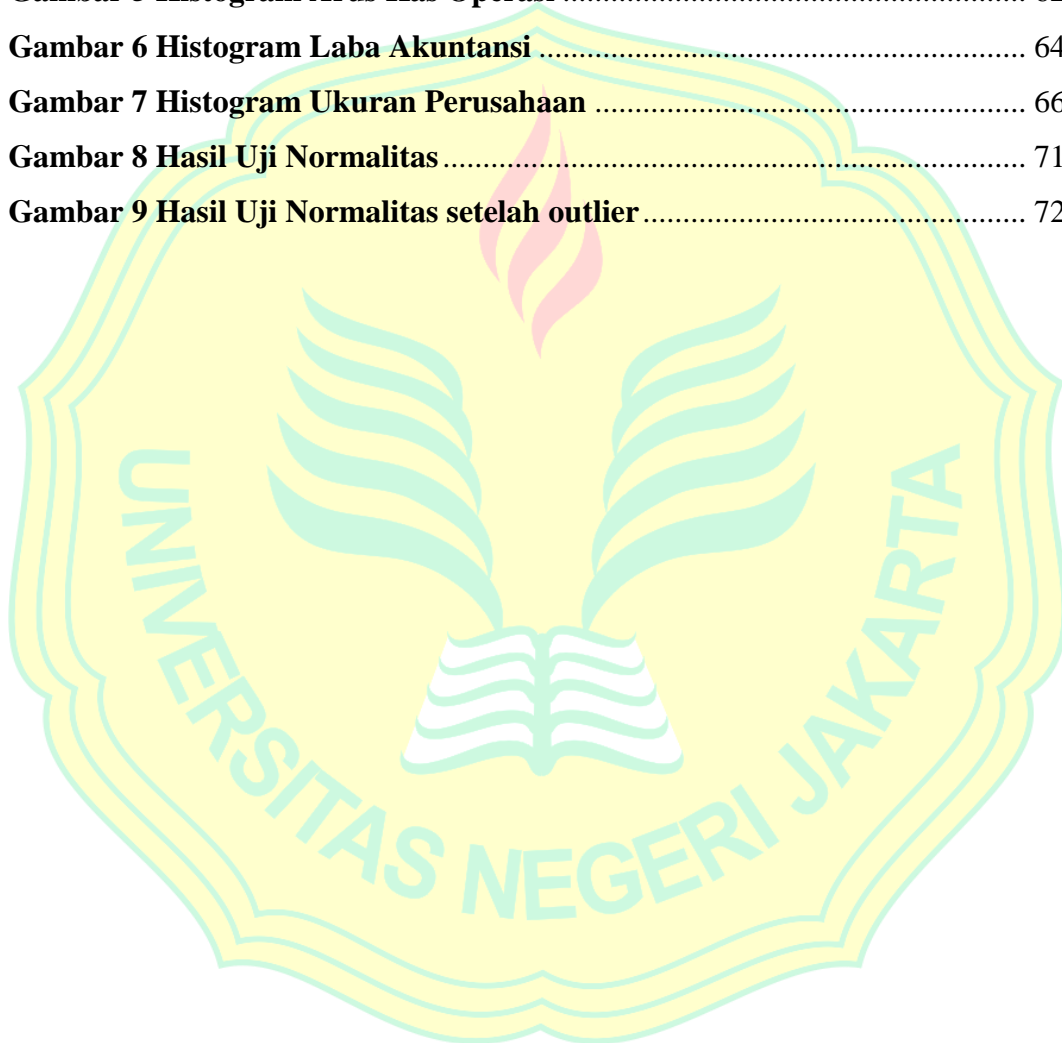 Gambar 6 Histogram Laba Akuntansi ........................................................................ 64
Gambar 7 Histogram Ukuran Perusahaan ................................................................ 66
Gambar 8 Hasil Uji Normalitas ...................................................................................... 71
Gambar 9 Hasil Uji Normalitas setelah outlier ......................................................... 72
UNIVERSITAS NEGERI JAKARTA